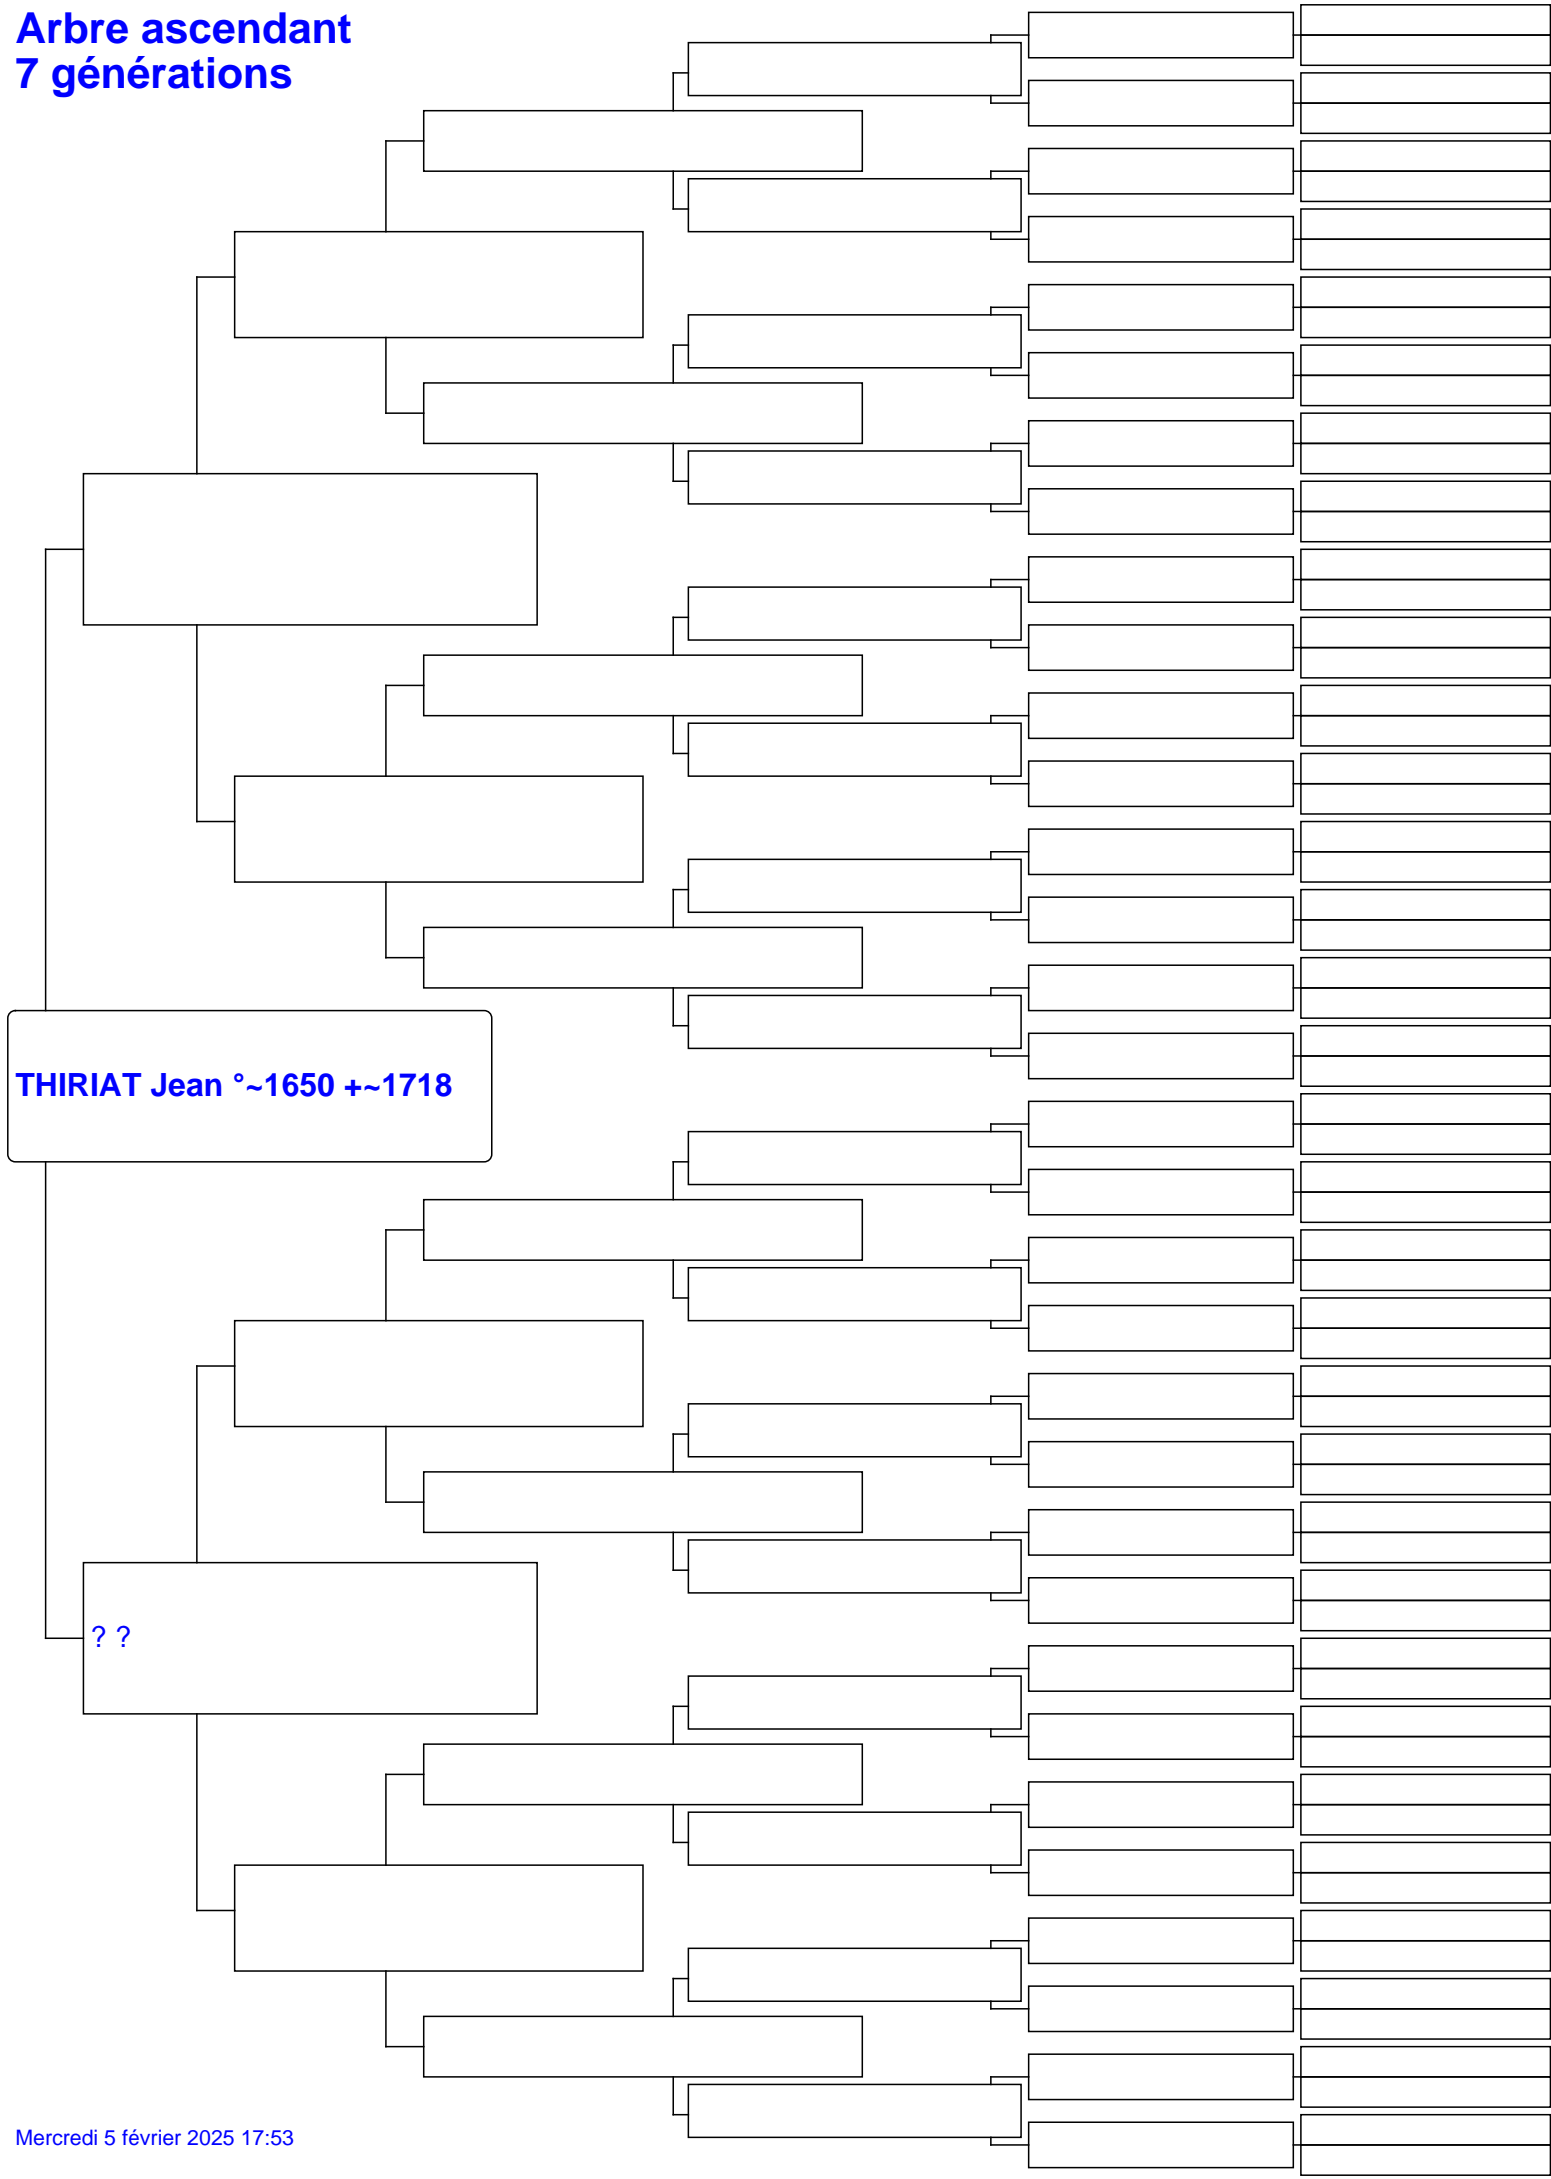 Arbre ascendant
7 générations
THIRIAT Jean °~1650 +~1718
? ?
Mercredi 5 février 2025 17:53